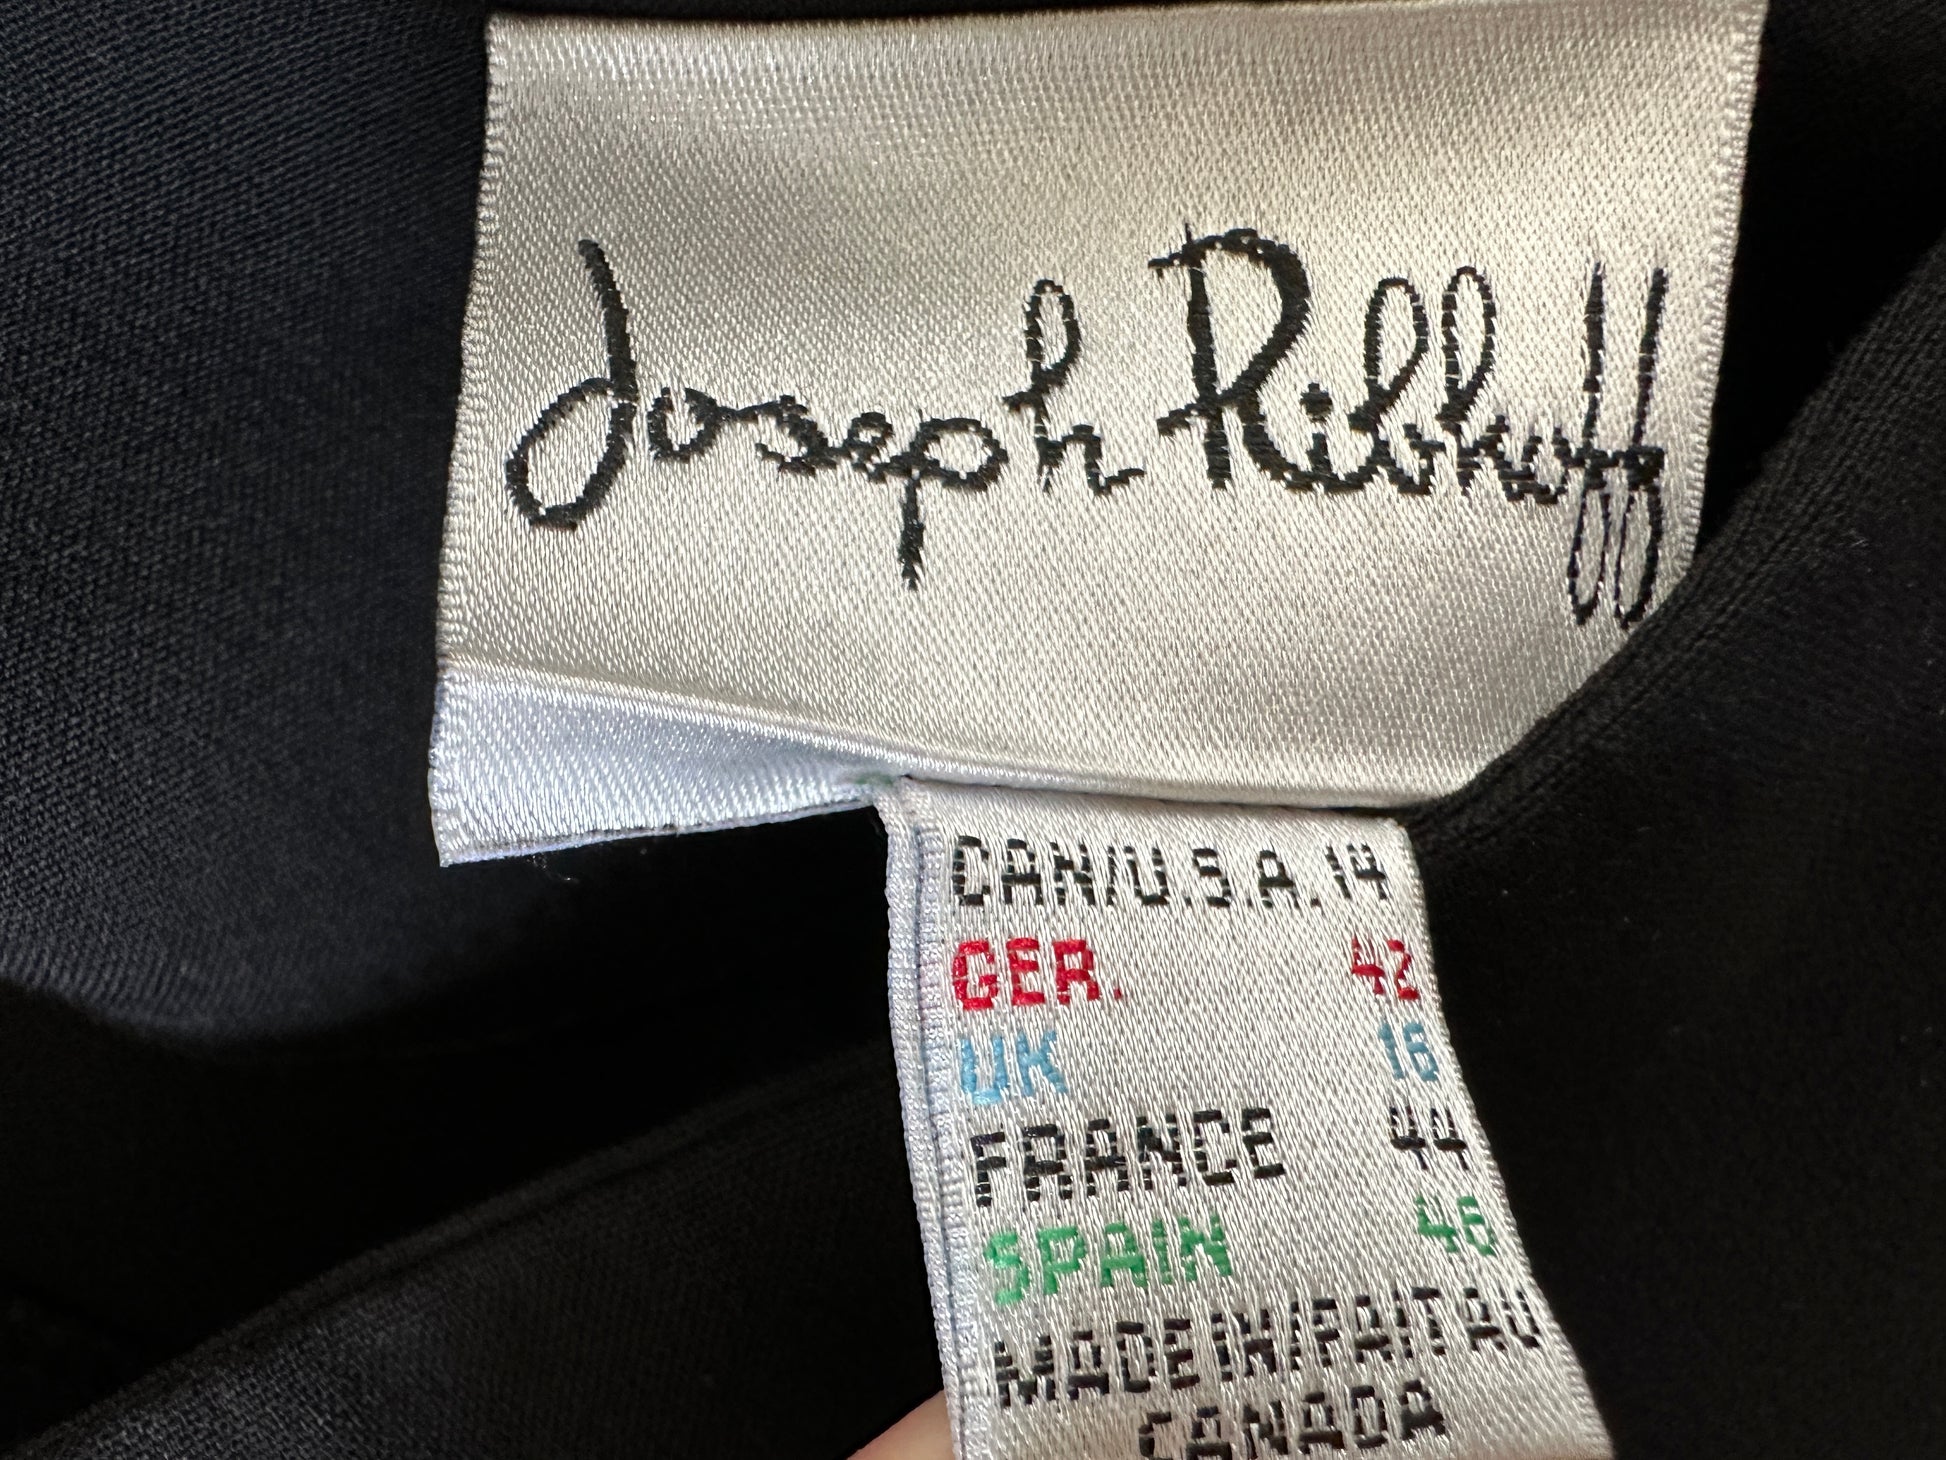 Joseph Ribkoff
CAN/U.S.A. 14
GER. 42
UK 16
FRANCE 44
SPAIN 46
MADE IN/FAIT AU
CANADA